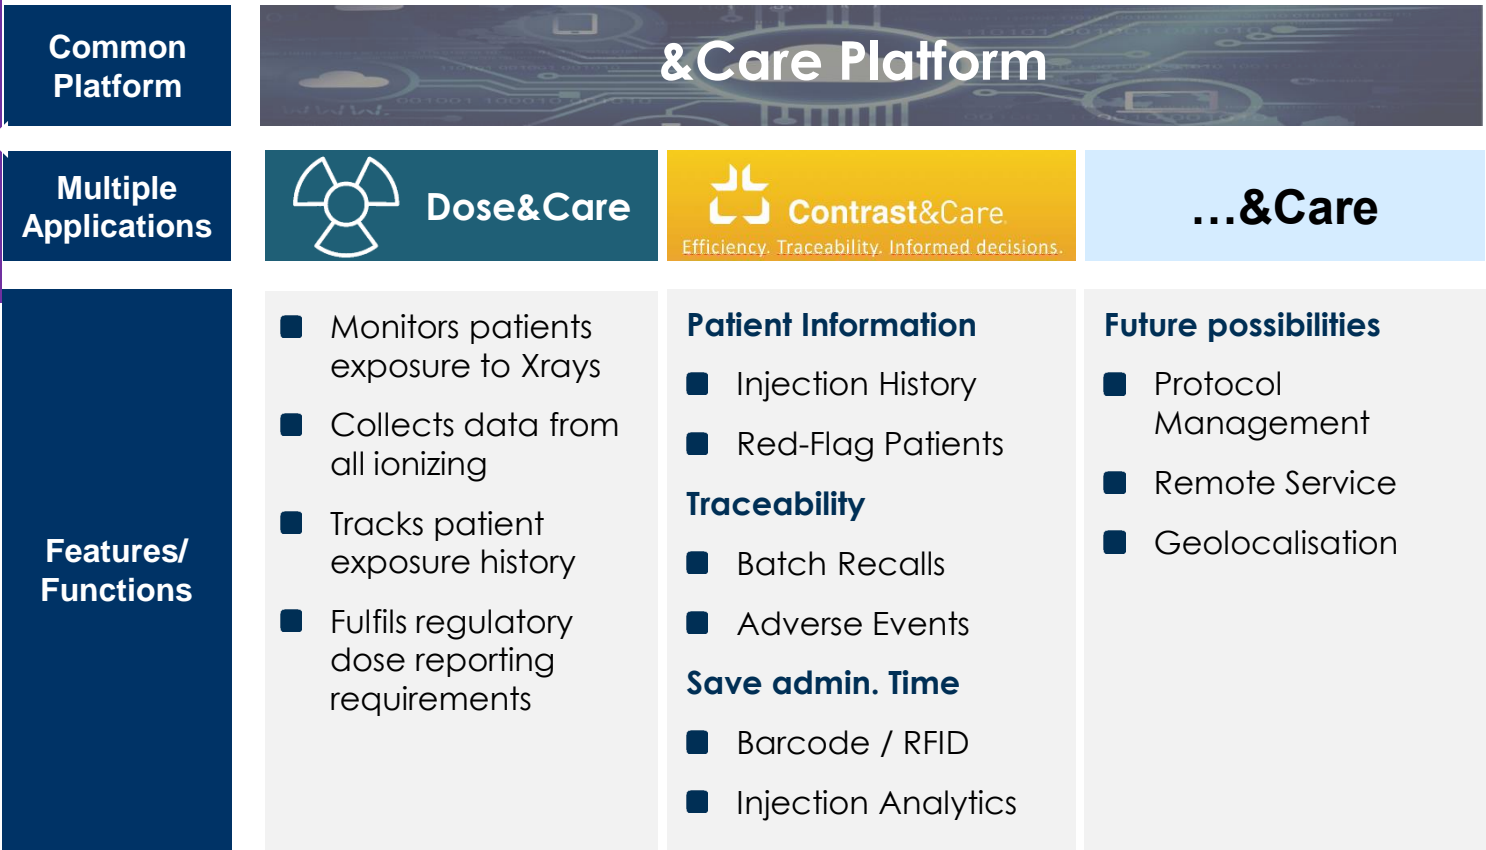 Common
Platform
&Care Platform
Multiple
Applications
Dose&Care
Contrast&Care
Efficiency. Traceability. Informed decisions.
...&Care
Features/
Functions
Monitors patients
exposure to Xrays
Collects data from
all ionizing
Tracks patient
exposure history
Fulfils regulatory
dose reporting
requirements
Patient Information
Injection History
Red-Flag Patients
Traceability
Batch Recalls
Adverse Events
Save admin. Time
Barcode / RFID
Injection Analytics
Future possibilities
Protocol
Management
Remote Service
Geolocalisation